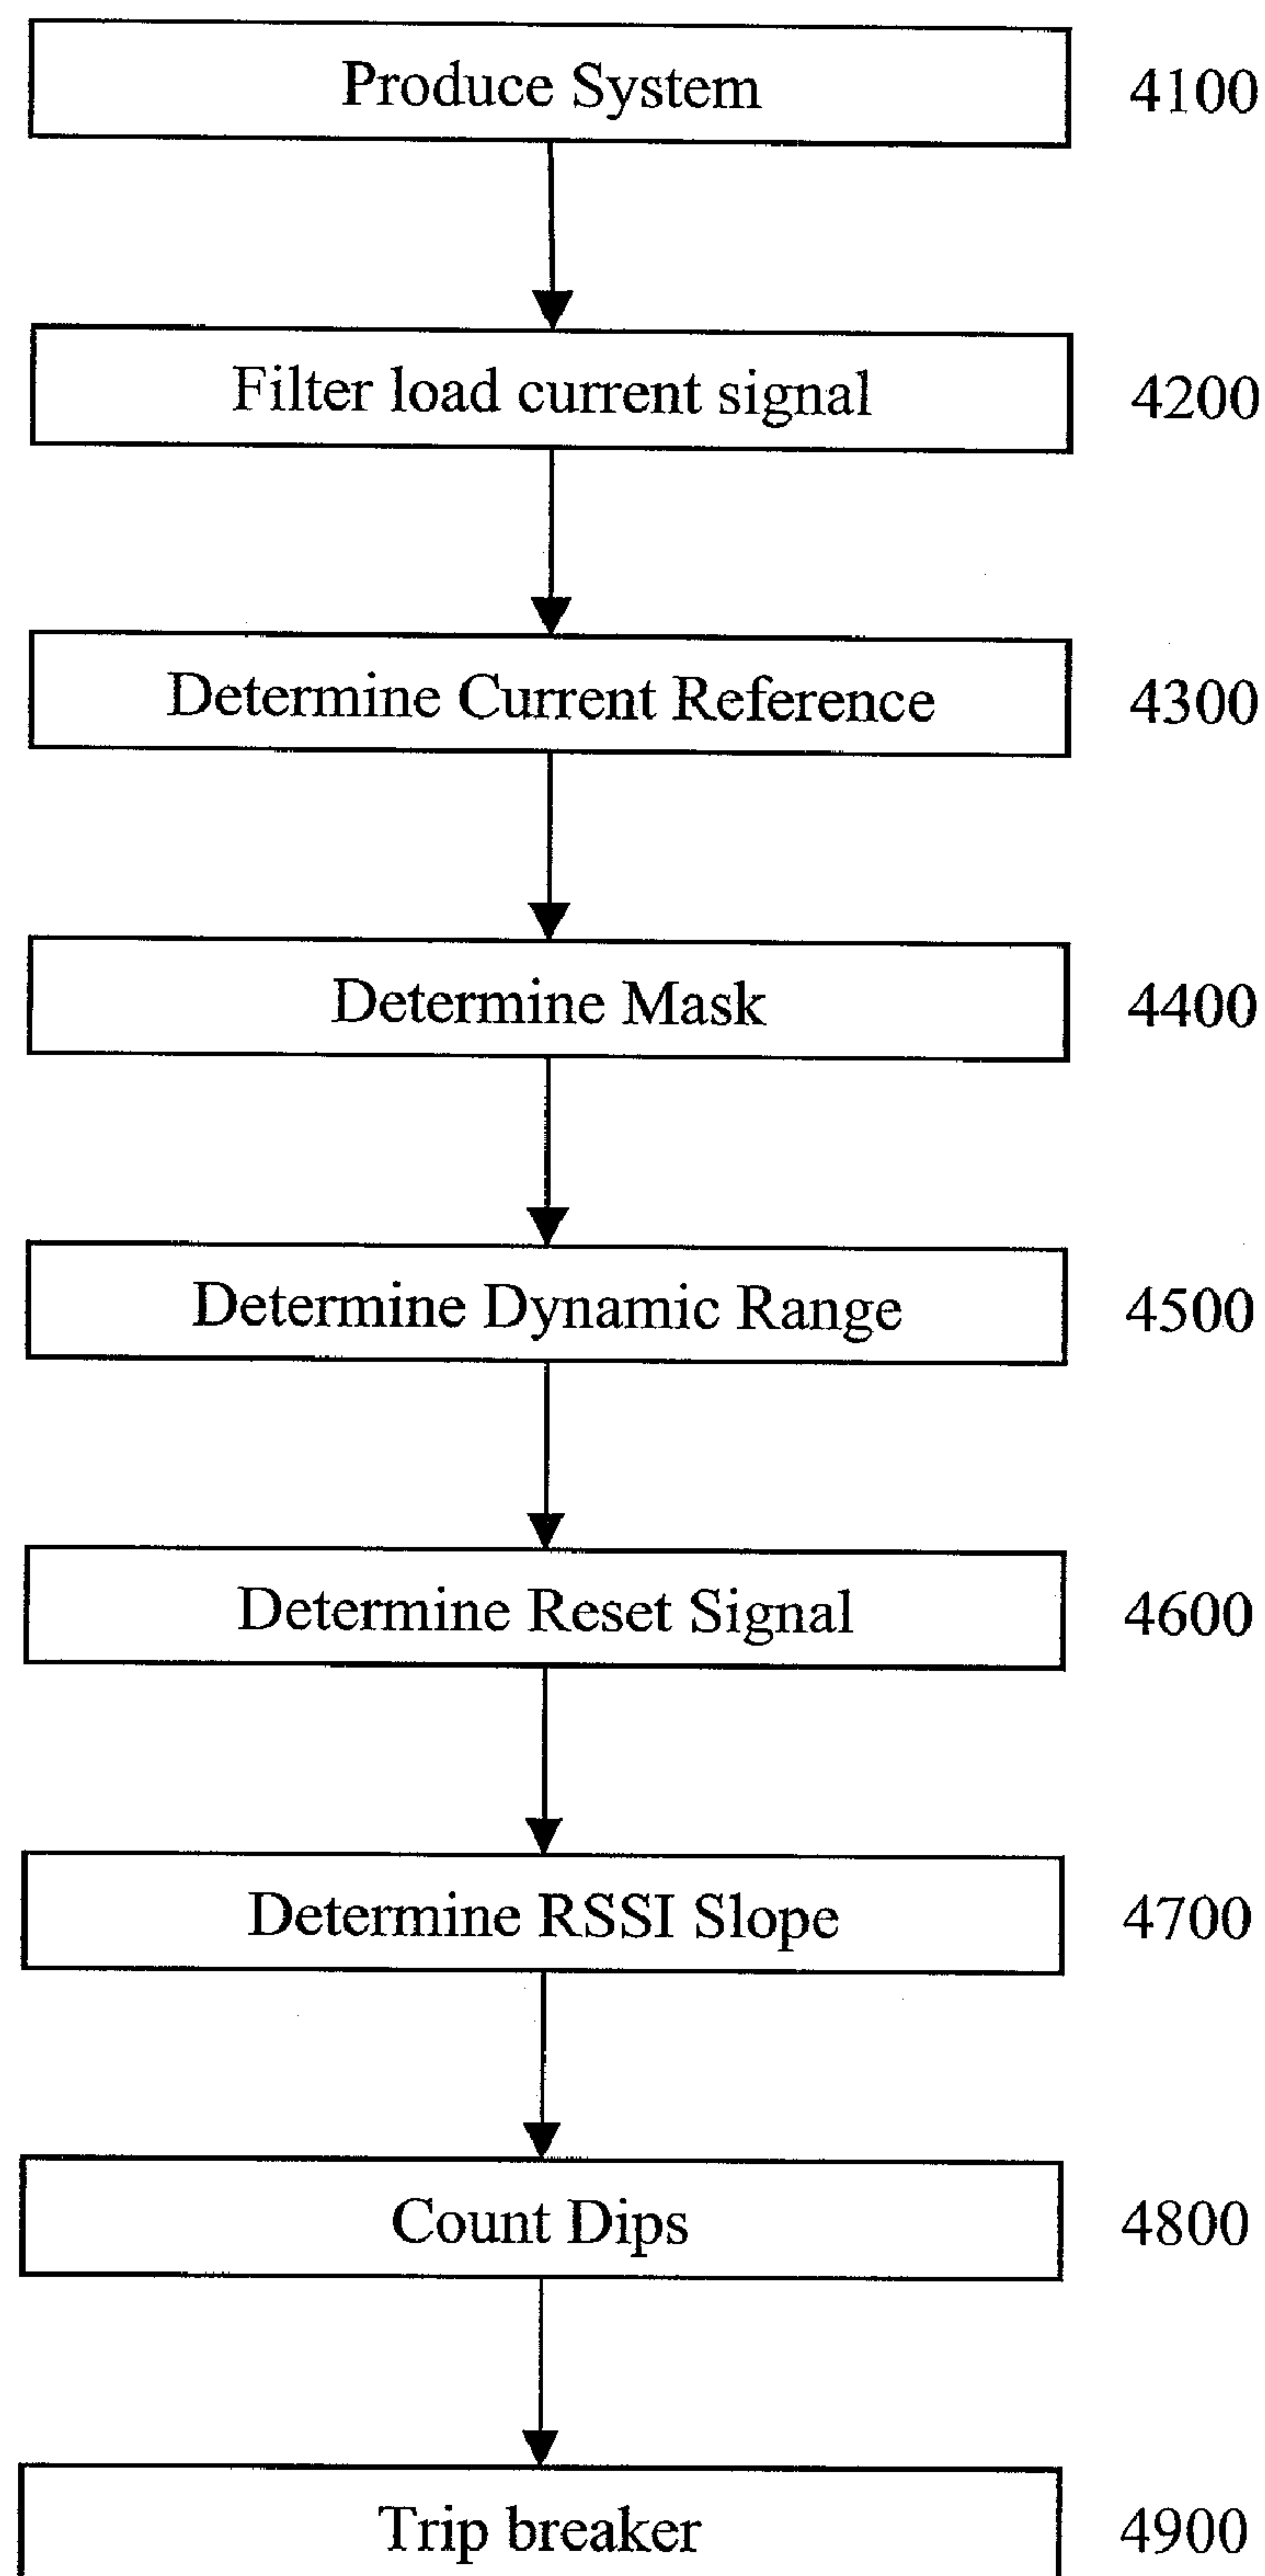 Produce System 4100
Filter load current signal 4200
Determine Current Reference 4300
Determine Mask 4400
Determine Dynamic Range 4500
Determine Reset Signal 4600
Determine RSSI Slope 4700
Count Dips 4800
Trip breaker 4900